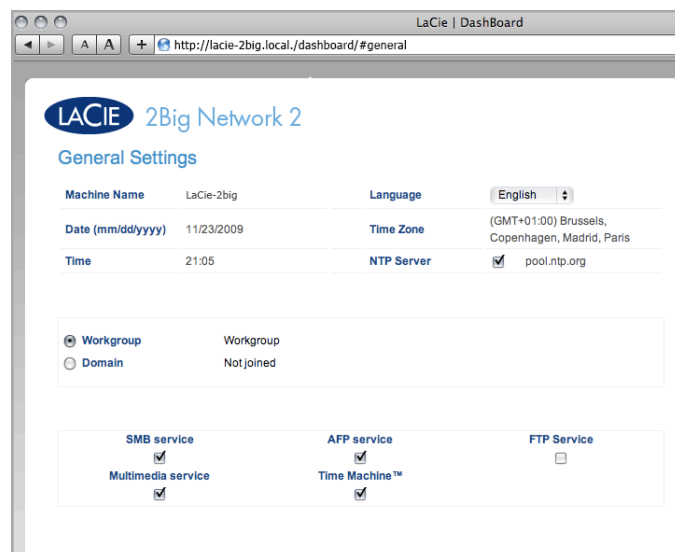 LaCie | DashBoard
A A + http://lacie-2big.local./dashboard/#general
LACIE 2Big Network 2
General Settings
Machine Name LaCie-2big Language English
Date (mm/dd/yyyy) 11/23/2009 Time Zone (GMT+01:00) Brussels,
Copenhagen, Madrid, Paris
Time 21:05 NTP Server pool.ntp.org
Workgroup Workgroup
Domain Not joined
SMB service AFP service FTP Service
Multimedia service Time Machine™